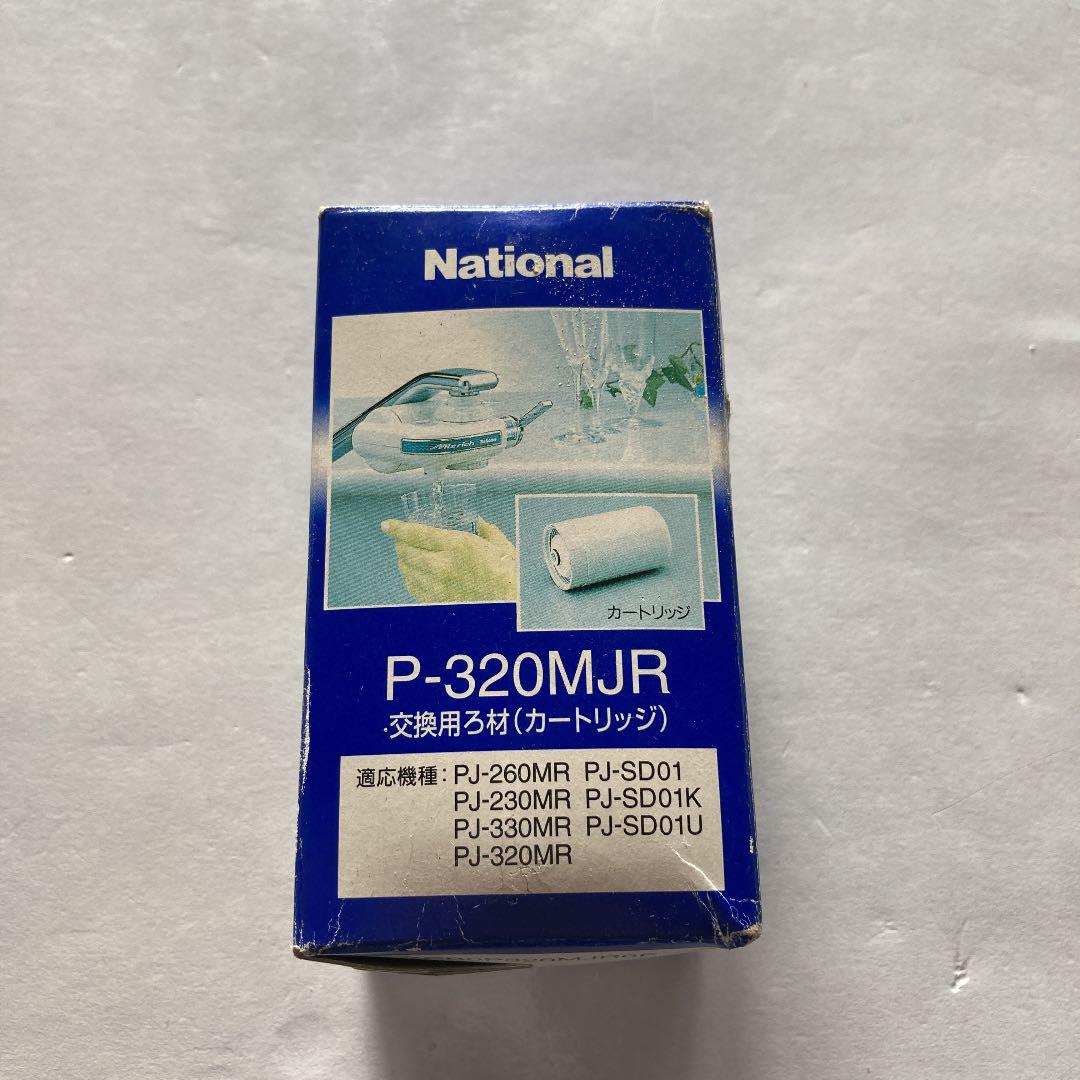 National
Mizrich
カートリッジ
P-320MJR
交換用ろ材(カートリッジ)
適応機種: PJ-260MR PJ-SD01
PJ-230MR PJ-SD01K
PJ-330MR PJ-SD01U
PJ-320MR